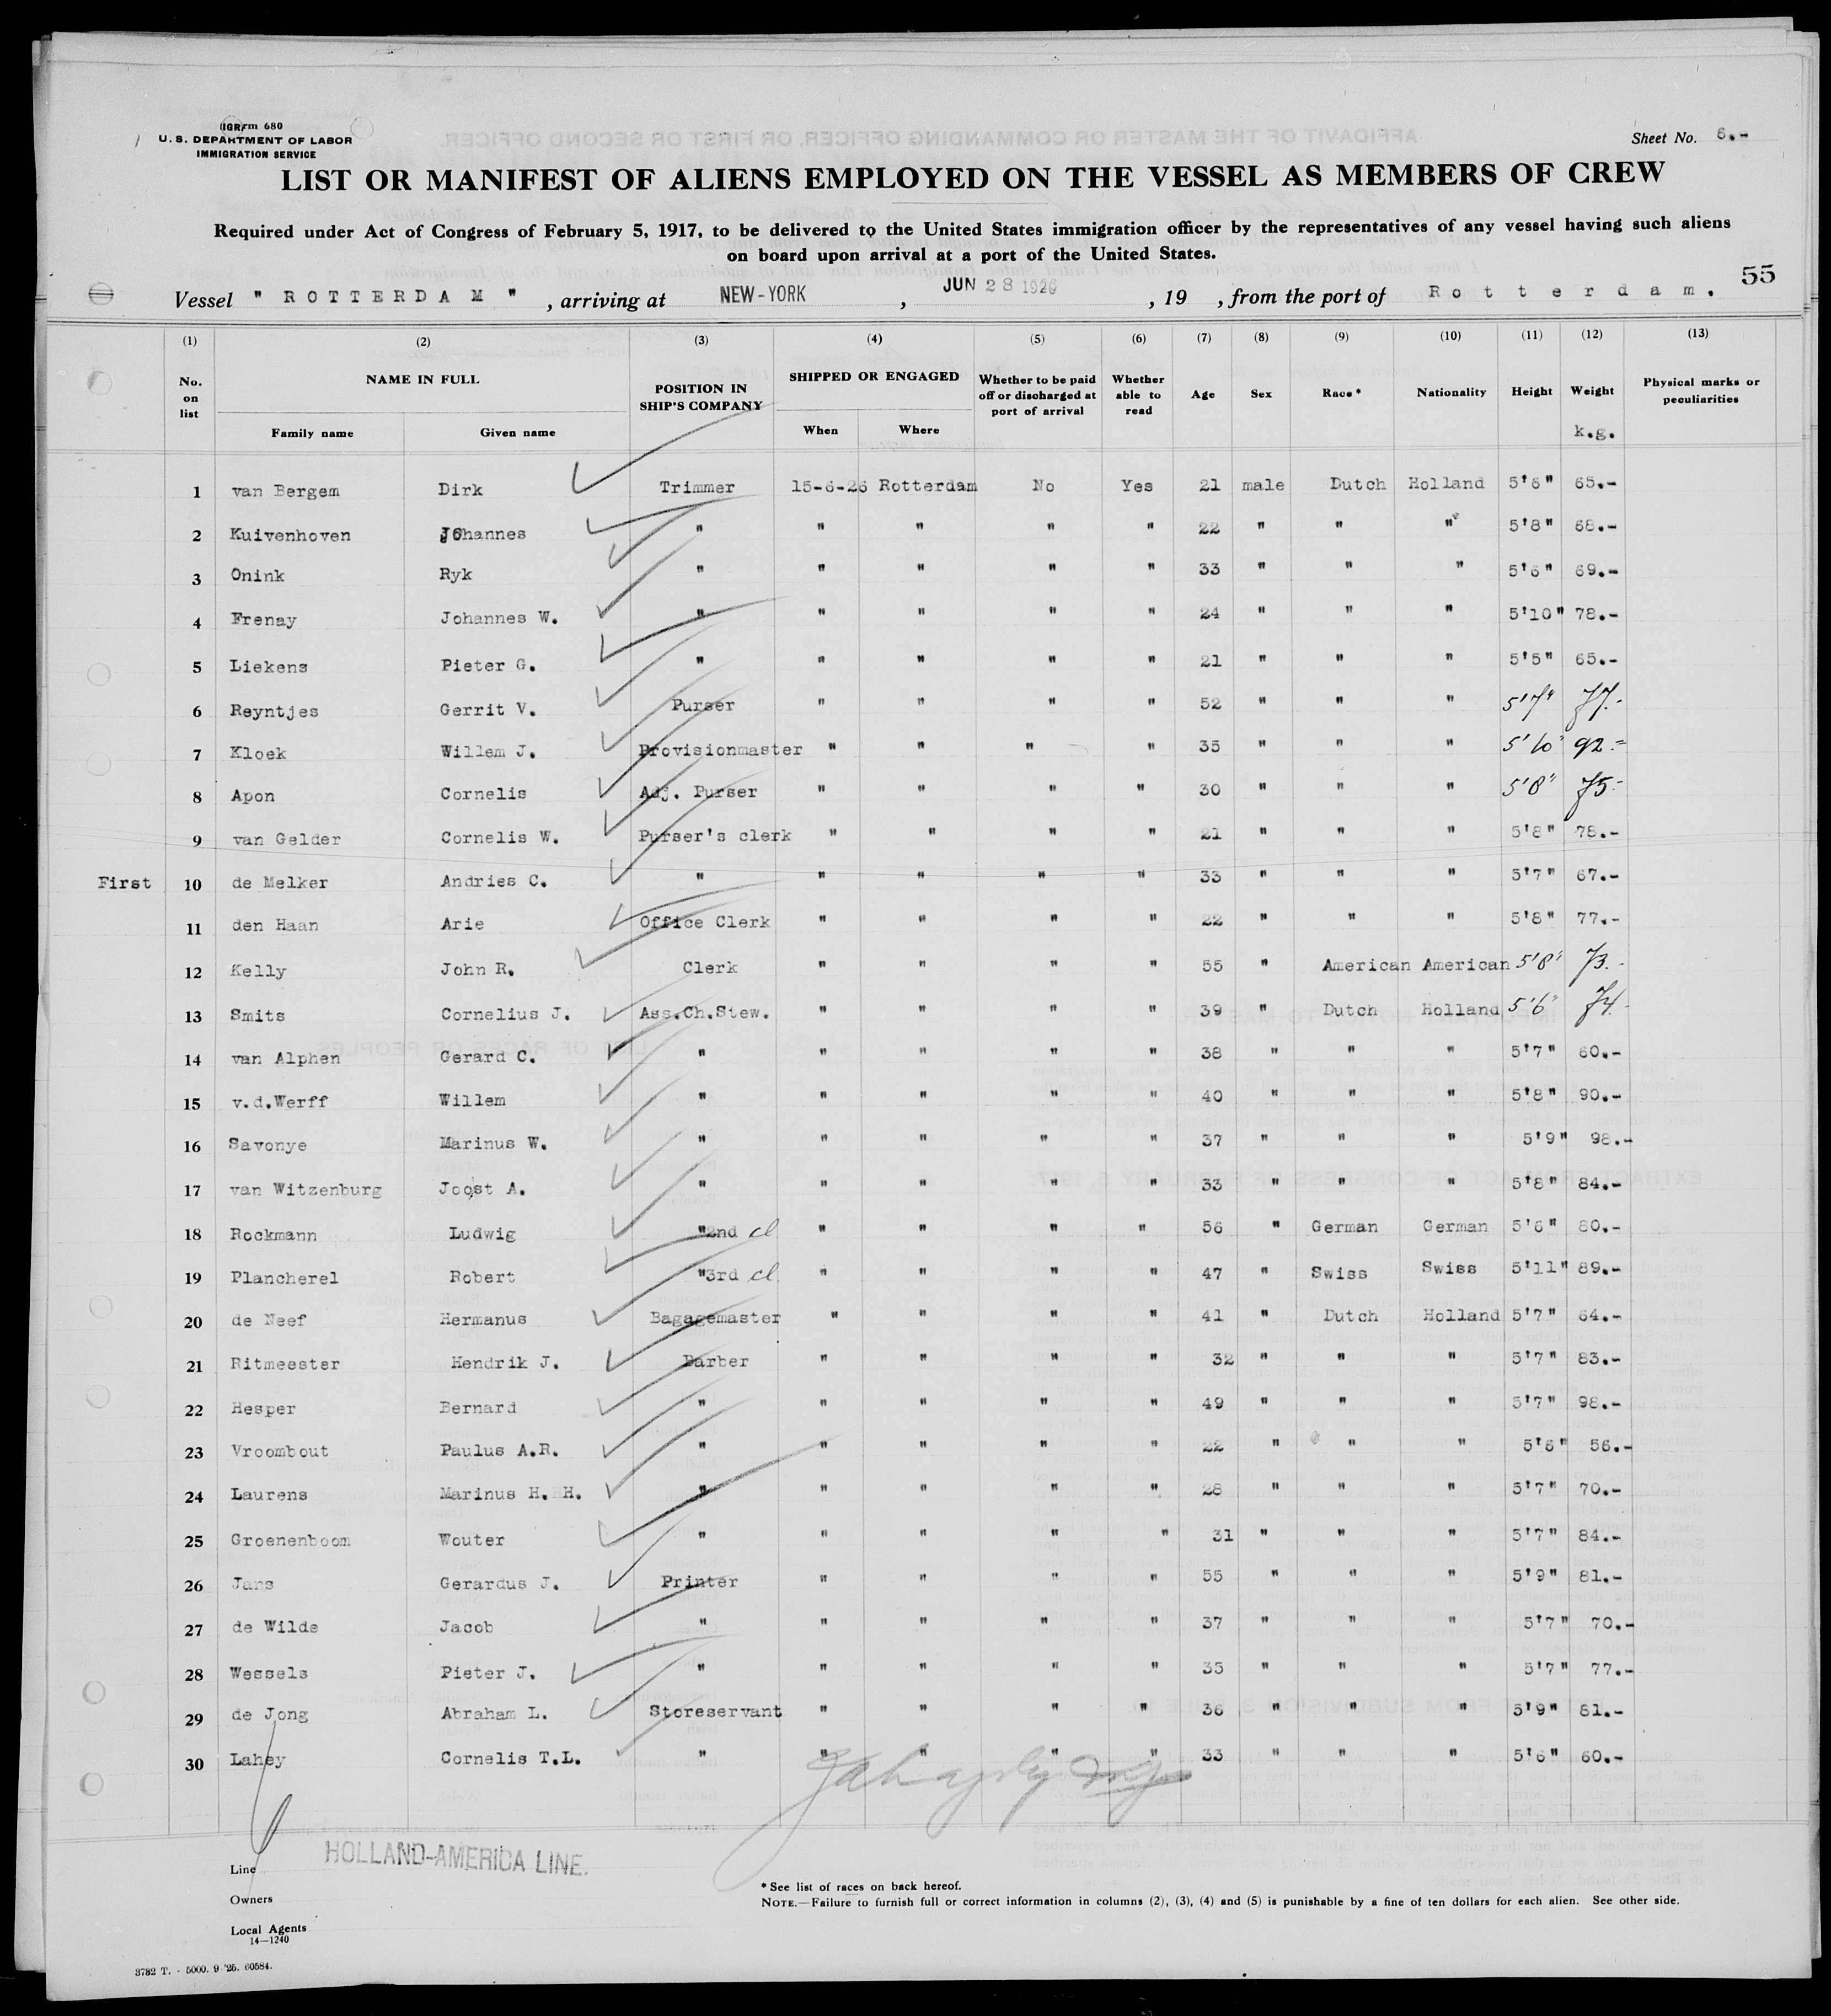 (IGR)rm 680
U. S. DEPARTMENT OF LABOR
IMMIGRATION SERVICE
Sheet No. 6.-
LIST OR MANIFEST OF ALIENS EMPLOYED ON THE VESSEL AS MEMBERS OF CREW
Required under Act of Congress of February 5, 1917, to be delivered to the United States immigration officer by the representatives of any vessel having such aliens
on board upon arrival at a port of the United States.
55
Vessel "ROTTERDAM", arriving at NEW-YORK, JUN 28 1926, 19 , from the port of Rotterdam.
(1) (2) (3) (4) (5) (6) (7) (8) (9) (10) (11) (12) (13)
No. on list NAME IN FULL POSITION IN SHIP'S COMPANY SHIPPED OR ENGAGED Whether to be paid off or discharged at port of arrival Whether able to read Age Sex Race* Nationality Height Weight Physical marks or peculiarities
Family name Given name When Where k.g.
1 van Bergem Dirk Trimmer 15-6-26 Rotterdam No Yes 21 male Dutch Holland 5'6" 65.-
2 Kuivenhoven Johannes " " " " " 22 " " " 5'8" 68.-
3 Onink Ryk " " " " " 33 " " " 5'6" 69.-
4 Frenay Johannes W. " " " " " 24 " " " 5'10" 78.-
5 Liekens Pieter G. " " " " " 21 " " " 5'5" 65.-
6 Reyntjes Gerrit V. Purser " " " " 52 " " " 5'7" 77.-
7 Kloek Willem J. Provisionmaster " " " " 35 " " " 5'10" 92.-
8 Apon Cornelis Adj. Purser " " " " 30 " " " 5'8" 75.-
9 van Gelder Cornelis W. Purser's clerk " " " " 21 " " " 5'8" 78.-
First 10 de Melker Andries C. " " " " " 33 " " " 5'7" 67.-
11 den Haan Arie Office Clerk " " " " 22 " " " 5'8" 77.-
12 Kelly John R. Clerk " " " " 55 " American American 5'8" 73.-
13 Smits Cornelius J. Ass.Ch.Stew. " " " " 39 " Dutch Holland 5'6" 74.-
14 van Alphen Gerard C. " " " " " 38 " " " 5'7" 60.-
15 v.d.Werff Willem " " " " " 40 " " " 5'8" 90.-
16 Savonye Marinus W. " " " " " 37 " " " 5'9" 98.-
17 van Witzenburg Joost A. " " " " " 33 " " " 5'8" 84.-
18 Rockmann Ludwig "2nd cl " " " " 56 " German German 5'6" 80.-
19 Plancherel Robert "3rd cl. " " " " 47 " Swiss Swiss 5'11" 89.-
20 de Neef Hermanus Bagagemaster " " " " 41 " Dutch Holland 5'7" 64.-
21 Ritmeester Hendrik J. Barber " " " " 32 " " " 5'7" 83.-
22 Hesper Bernard " " " " " 49 " " " 5'7" 98.-
23 Vroombout Paulus A.R. " " " " " 22 " " " 5'6" 56.-
24 Laurens Marinus H. H. " " " " " 28 " " " 5'7" 70.-
25 Groenenboom Wouter " " " " " 31 " " " 5'7" 84.-
26 Jans Gerardus J. Printer " " " " 55 " " " 5'9" 81.-
27 de Wilde Jacob " " " " " 37 " " " 5'7" 70.-
28 Wessels Pieter J. " " " " " 35 " " " 5'7" 77.-
29 de Jong Abraham L. Storeservant " " " " 36 " " " 5'9" 81.-
30 Lahey Cornelis T.L. " " " " " 33 " " " 5'6" 60.-
Line HOLLAND-AMERICA LINE.
Owners
Local Agents
14—1240
* See list of races on back hereof.
NOTE.—Failure to furnish full or correct information in columns (2), (3), (4) and (5) is punishable by a fine of ten dollars for each alien. See other side.
3782 T. - 5000. 9-'25. 60584.